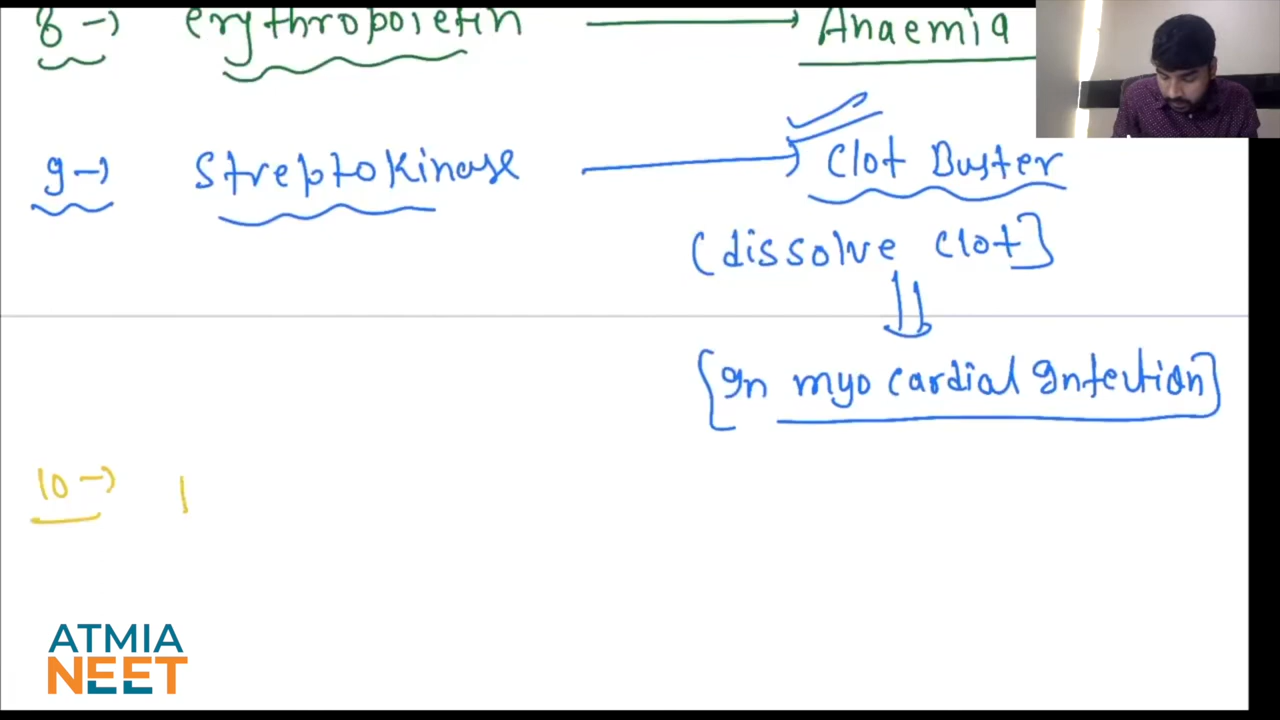 8→ erythropoietin → Anaemia
9→ Streptokinase → Clot Buster
(dissolve clot]
[In myo cardial Infection]
10→
ATMIA
NEET